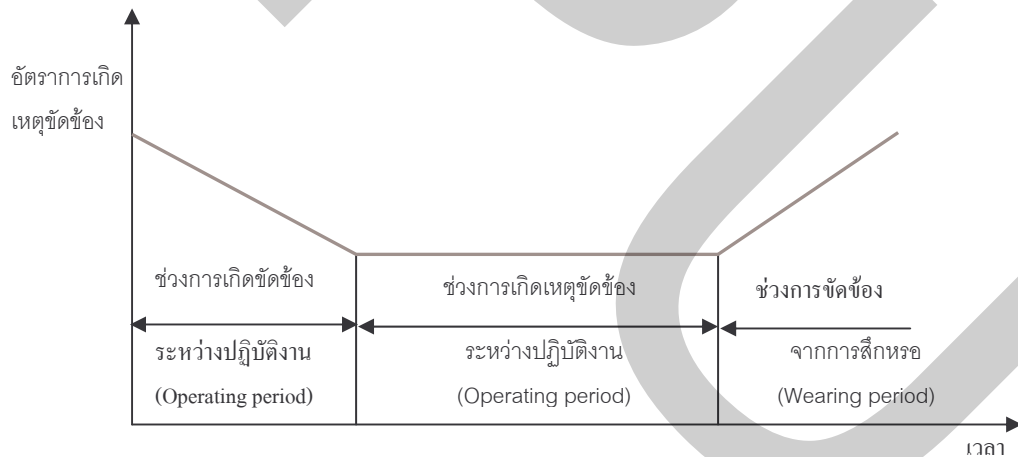 อัตราการเกิด
เหตุขัดข้อง
ช่วงการเกิดขัดข้อง
ระหว่างปฏิบัติงาน
(Operating period)
ช่วงการเกิดเหตุขัดข้อง
ระหว่างปฏิบัติงาน
(Operating period)
ช่วงการขัดข้อง
จากการสึกหรอ
(Wearing period)
เวลา